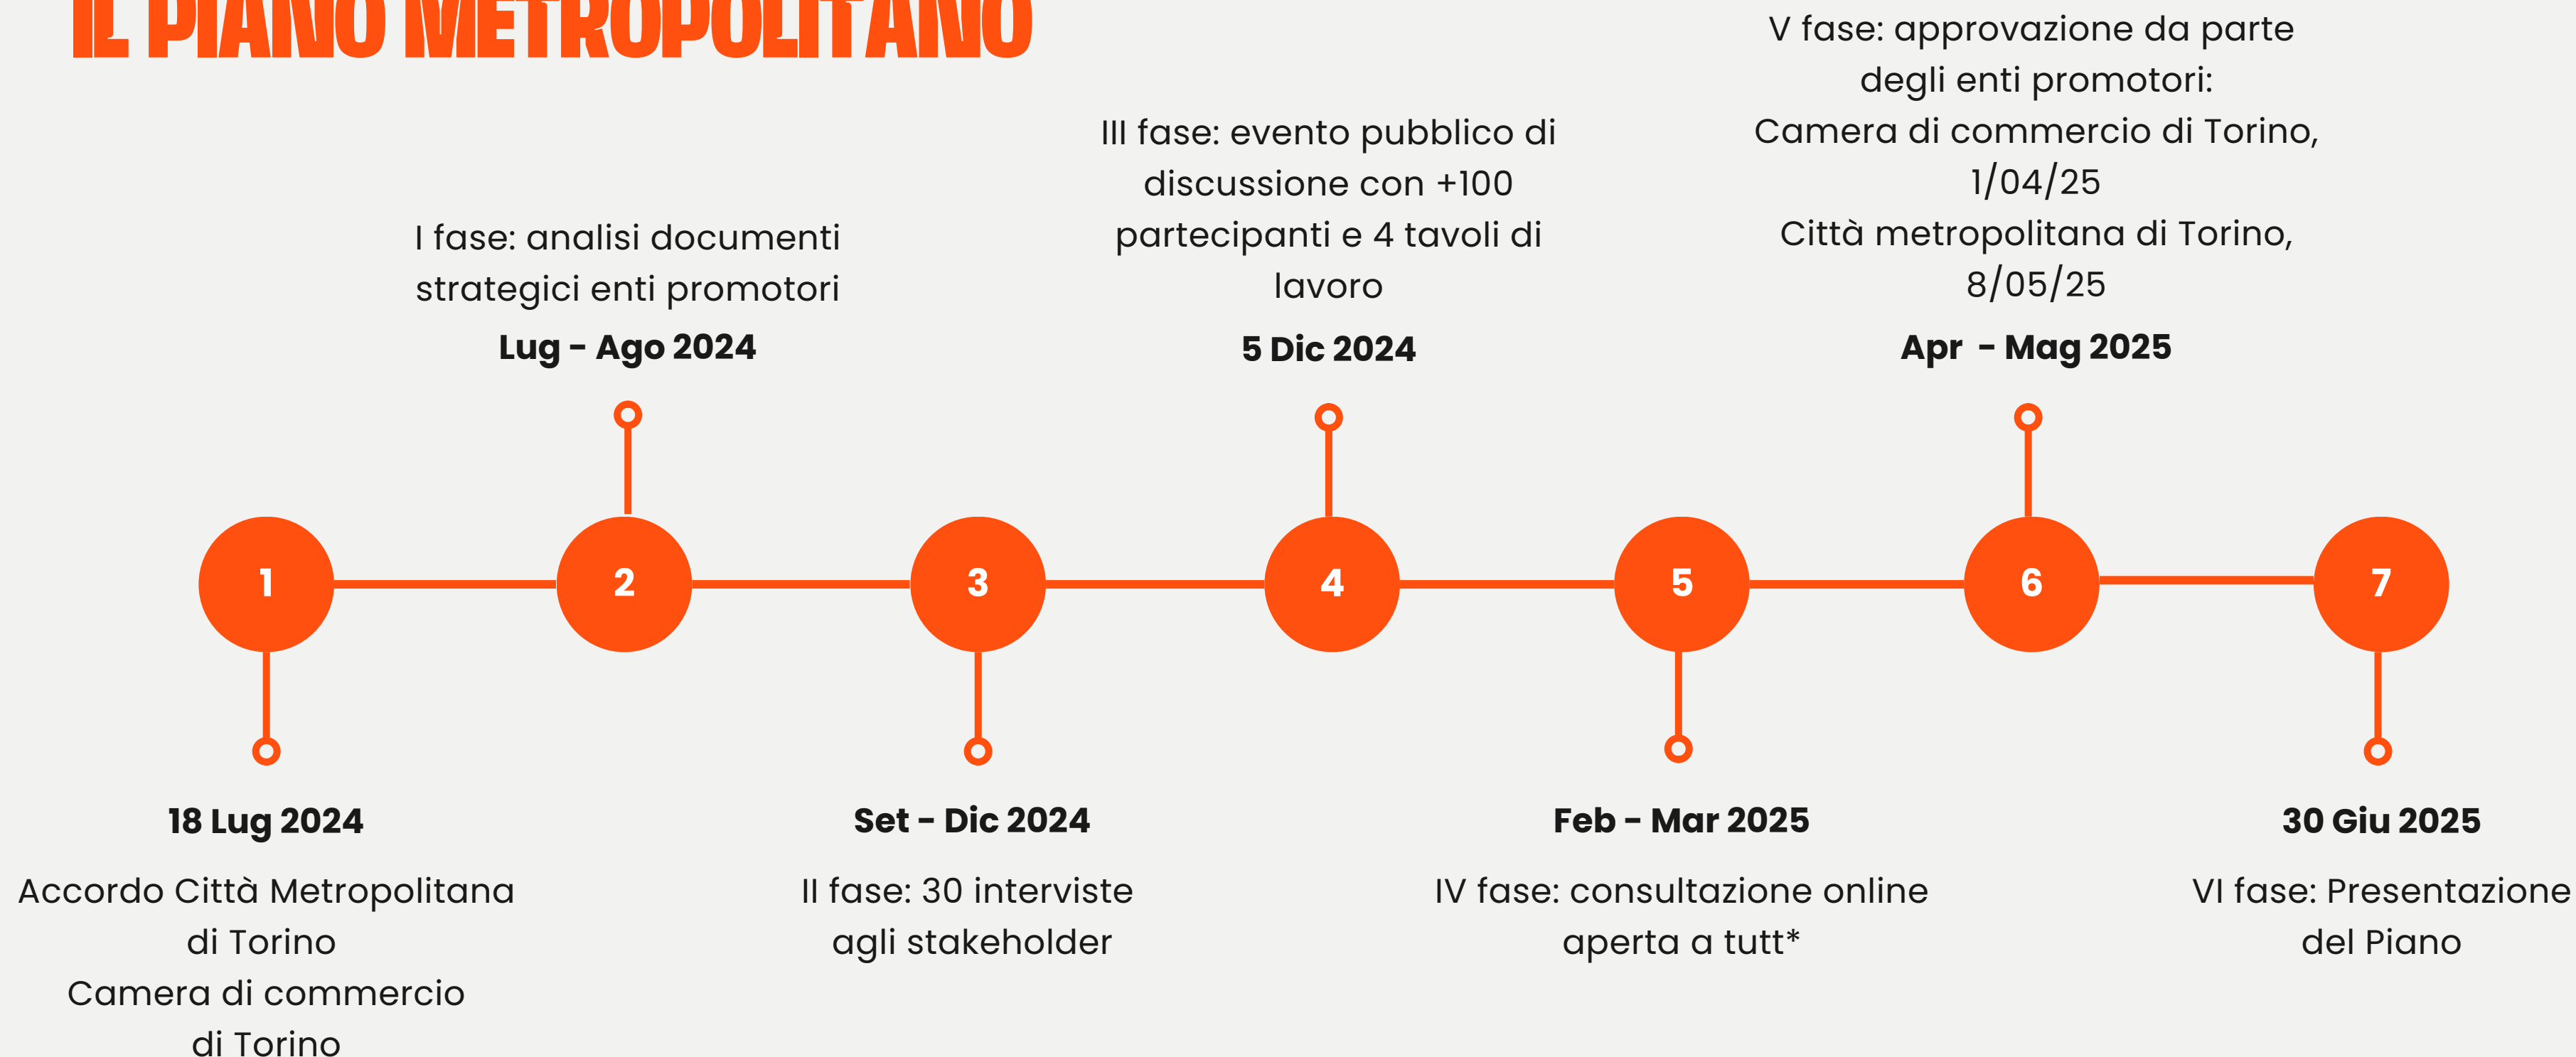 IL PIANO METROPOLITANO
V fase: approvazione da parte
degli enti promotori:
Camera di commercio di Torino,
1/04/25
Città metropolitana di Torino,
8/05/25
Apr - Mag 2025
III fase: evento pubblico di
discussione con +100
partecipanti e 4 tavoli di
lavoro
5 Dic 2024
I fase: analisi documenti
strategici enti promotori
Lug - Ago 2024
1
2
3
4
5
6
7
18 Lug 2024
Accordo Città Metropolitana
di Torino
Camera di commercio
di Torino
Set - Dic 2024
II fase: 30 interviste
agli stakeholder
Feb - Mar 2025
IV fase: consultazione online
aperta a tutt*
30 Giu 2025
VI fase: Presentazione
del Piano